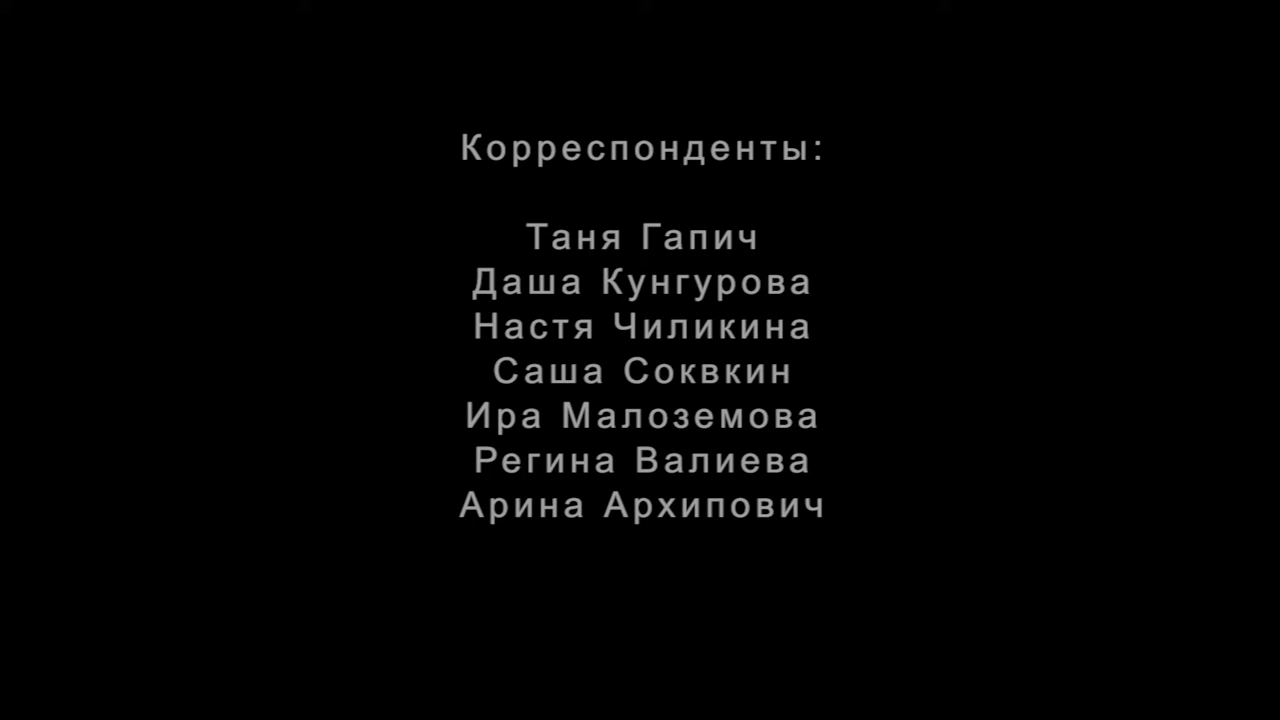 Корреспонденты:
Таня Гапич
Даша Кунгурова
Настя Чиликина
Саша Соквкин
Ира Малоземова
Регина Валиева
Арина Архипович